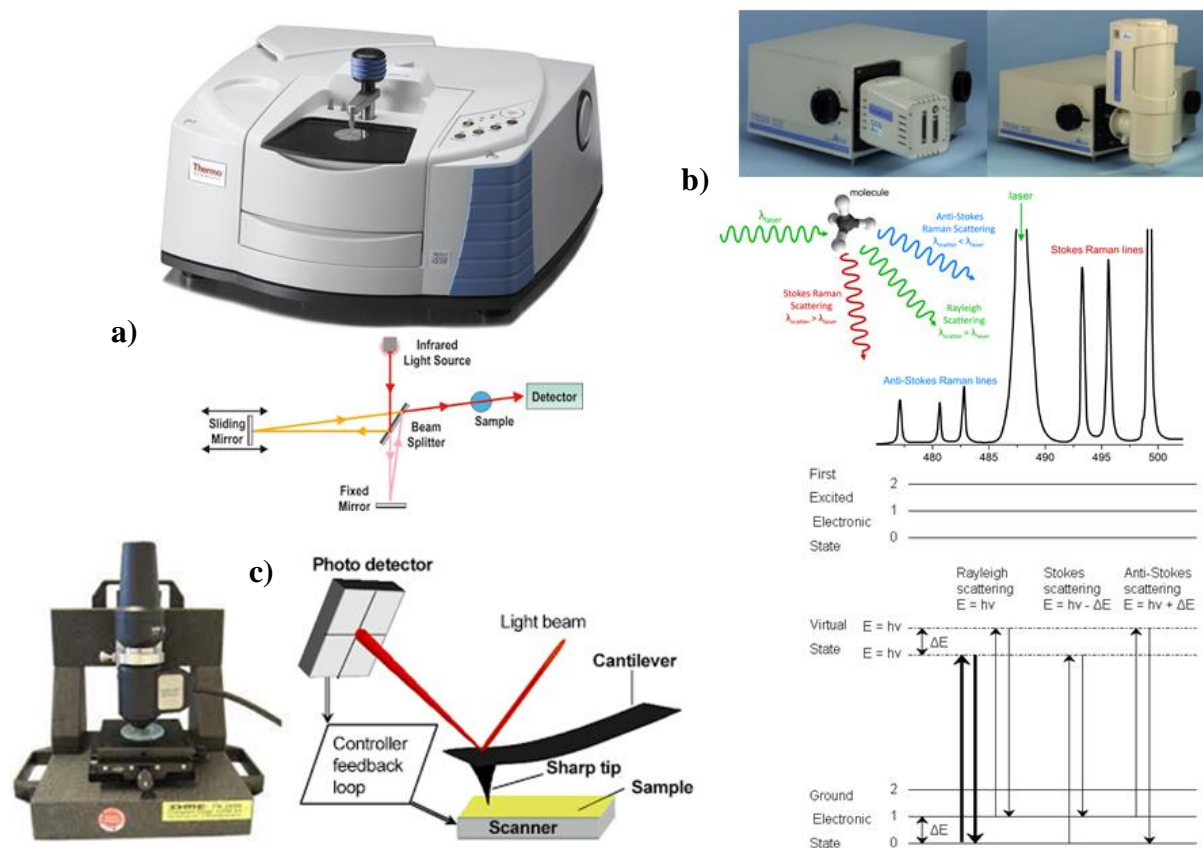 a)
Thermo
SCIENTIFIC
Infrared
Light Source
Sliding
Mirror
Beam
Splitter
Sample
Detector
Fixed
Mirror
b)
molecule
λlaser
Anti-Stokes
Raman Scattering
λscatter < λlaser
Stokes Raman
Scattering
λscatter > λlaser
Rayleigh
Scattering
λscatter = λlaser
laser
Stokes Raman lines
Anti-Stokes Raman lines
480 485 490 495 500
First
Excited
Electronic
State
2
1
0
Rayleigh
scattering
E = hν
Stokes
scattering
E = hν - ΔE
Anti-Stokes
scattering
E = hν + ΔE
Virtual
State
E = hν
E = hν
ΔE
Ground
Electronic
State
2
1
0
ΔE
c)
Photo detector
Light beam
Cantilever
Controller
feedback
loop
Sharp tip
Sample
Scanner